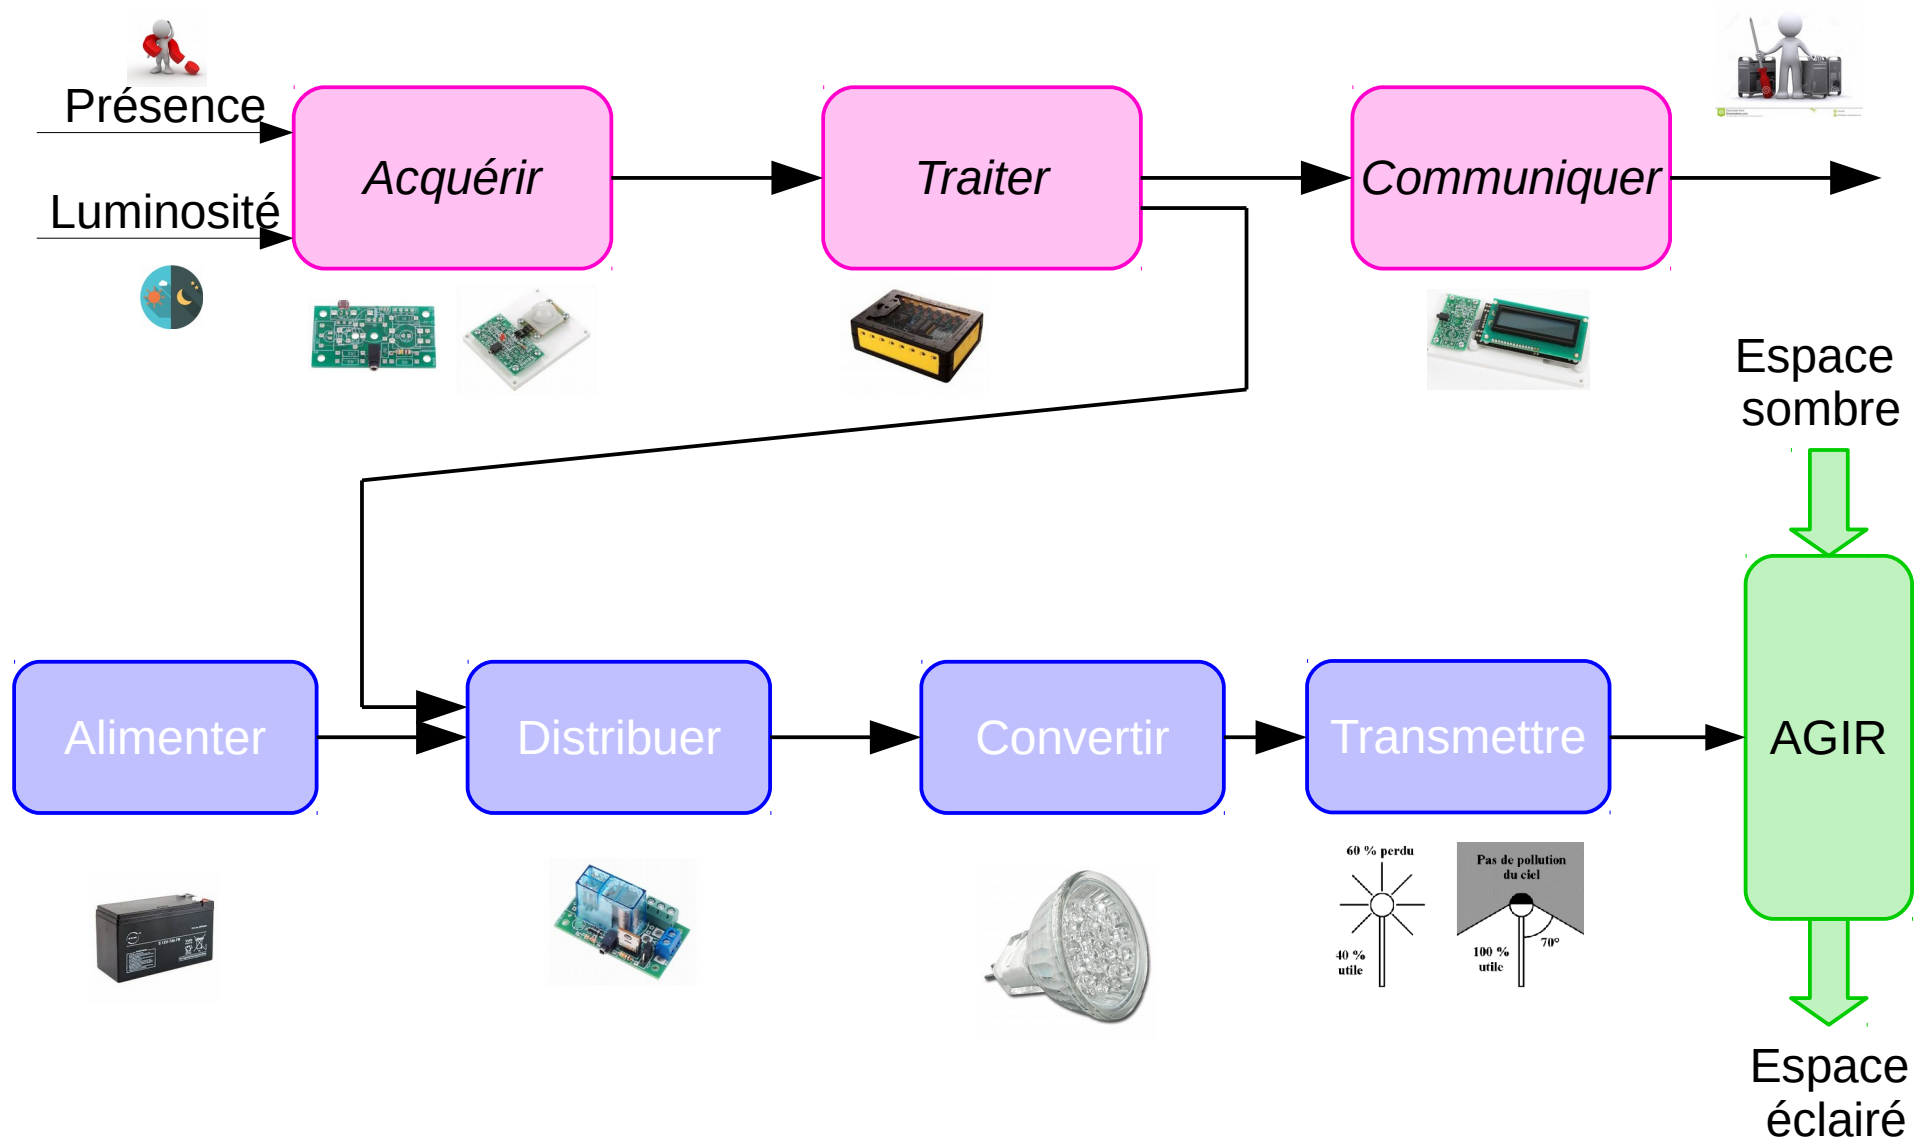 Présence
Luminosité
Acquérir
Traiter
Communiquer
Espace
sombre
Alimenter
Distribuer
Convertir
Transmettre
AGIR
60 % perdu
40 %
utile
Pas de pollution
du ciel
100 %
utile
70°
Espace
éclairé